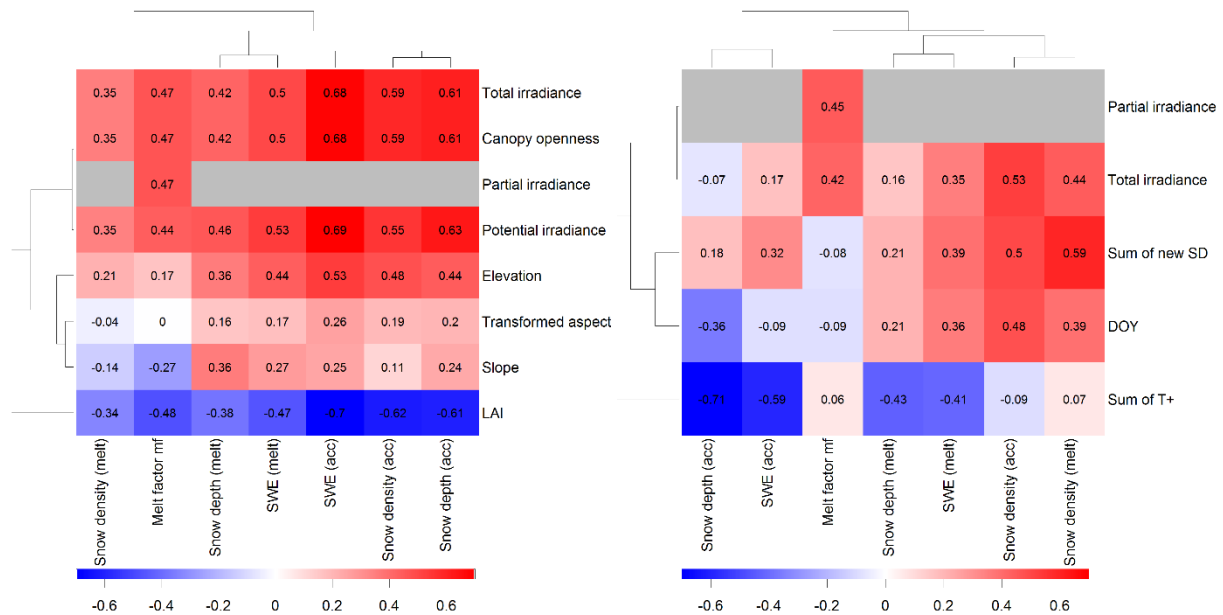 0.35 0.47 0.42 0.5 0.68 0.59 0.61 Total irradiance
0.35 0.47 0.42 0.5 0.68 0.59 0.61 Canopy openness
0.47 Partial irradiance
0.35 0.44 0.46 0.53 0.69 0.55 0.63 Potential irradiance
0.21 0.17 0.36 0.44 0.53 0.48 0.44 Elevation
-0.04 0 0.16 0.17 0.26 0.19 0.2 Transformed aspect
-0.14 -0.27 0.36 0.27 0.25 0.11 0.24 Slope
-0.34 -0.48 -0.38 -0.47 -0.7 -0.62 -0.61 LAI
Snow density (melt)
Melt factor mf
Snow depth (melt)
SWE (melt)
SWE (acc)
Snow density (acc)
Snow depth (acc)
-0.6 -0.4 -0.2 0 0.2 0.4 0.6
0.45 Partial irradiance
-0.07 0.17 0.42 0.16 0.35 0.53 0.44 Total irradiance
0.18 0.32 -0.08 0.21 0.39 0.5 0.59 Sum of new SD
-0.36 -0.09 -0.09 0.21 0.36 0.48 0.39 DOY
-0.71 -0.59 0.06 -0.43 -0.41 -0.09 0.07 Sum of T+
Snow depth (acc)
SWE (acc)
Melt factor mf
Snow depth (melt)
SWE (melt)
Snow density (acc)
Snow density (melt)
-0.6 -0.4 -0.2 0 0.2 0.4 0.6